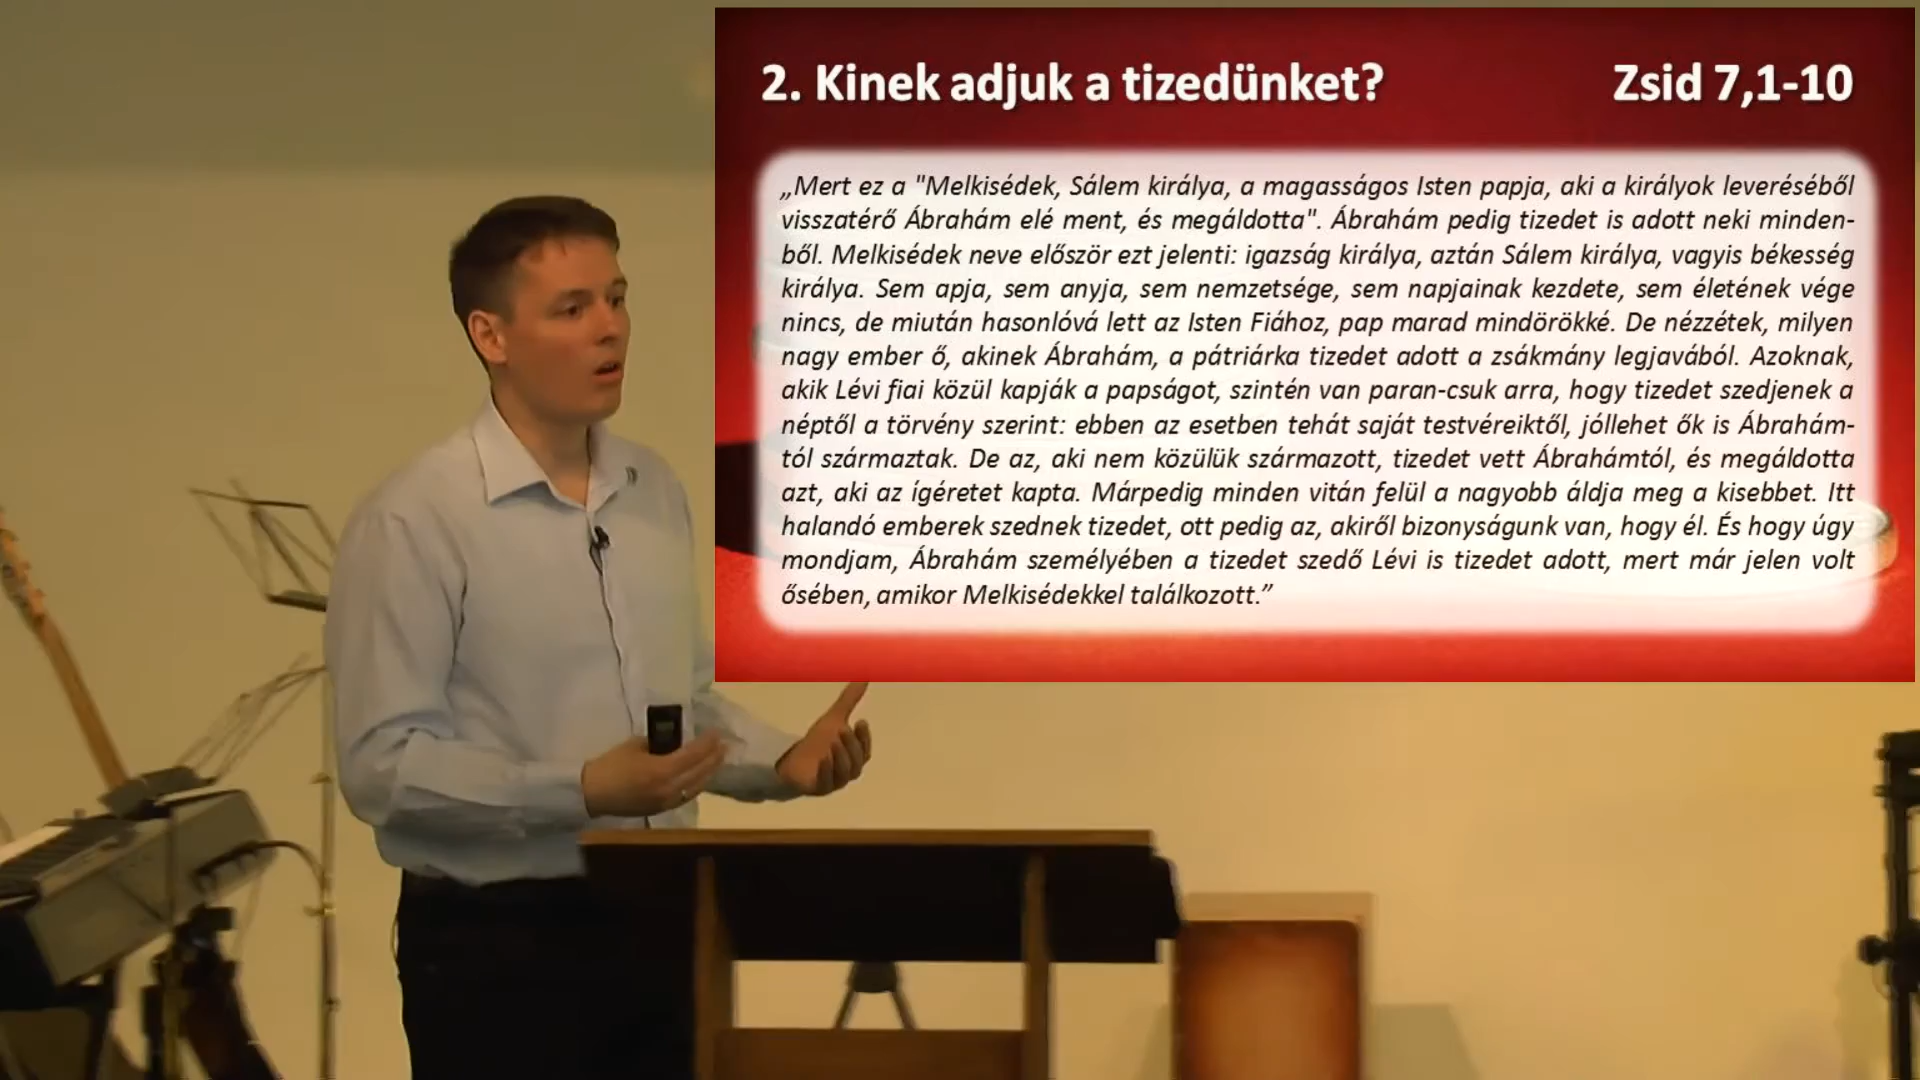 2. Kinek adjuk a tizedünket? Zsid 7,1-10
„Mert ez a "Melkisédek, Sálem királya, a magasságos Isten papja, aki a királyok leveréséből
visszatérő Ábrahám elé ment, és megáldotta". Ábrahám pedig tizedet is adott neki minden-
ből. Melkisédek neve először ezt jelenti: igazság királya, aztán Sálem királya, vagyis békesség
királya. Sem apja, sem anyja, sem nemzetsége, sem napjainak kezdete, sem életének vége
nincs, de miután hasonlóvá lett az Isten Fiához, pap marad mindörökké. De nézzétek, milyen
nagy ember ő, akinek Ábrahám, a pátriárka tizedet adott a zsákmány legjavából. Azoknak,
akik Lévi fiai közül kapják a papságot, szintén van paran-csuk arra, hogy tizedet szedjenek a
néptől a törvény szerint: ebben az esetben tehát saját testvéreiktől, jóllehet ők is Ábrahám-
tól származtak. De az, aki nem közülük származott, tizedet vett Ábrahámtól, és megáldotta
azt, aki az ígéretet kapta. Márpedig minden vitán felül a nagyobb áldja meg a kisebbet. Itt
halandó emberek szednek tizedet, ott pedig az, akiről bizonyságunk van, hogy él. És hogy úgy
mondjam, Ábrahám személyében a tizedet szedő Lévi is tizedet adott, mert már jelen volt
ősében, amikor Melkisédekkel találkozott.”